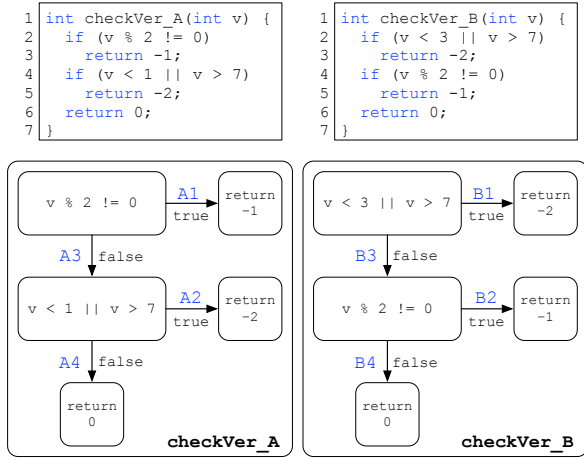 1 int checkVer_A(int v) {
2 if (v % 2 != 0)
3 return -1;
4 if (v < 1 || v > 7)
5 return -2;
6 return 0;
7 }
1 int checkVer_B(int v) {
2 if (v < 3 || v > 7)
3 return -2;
4 if (v % 2 != 0)
5 return -1;
6 return 0;
7 }
v % 2 != 0
A1
true
return
-1
A3
false
v < 1 || v > 7
A2
true
return
-2
A4
false
return
0
checkVer_A
v < 3 || v > 7
B1
true
return
-2
B3
false
v % 2 != 0
B2
true
return
-1
B4
false
return
0
checkVer_B